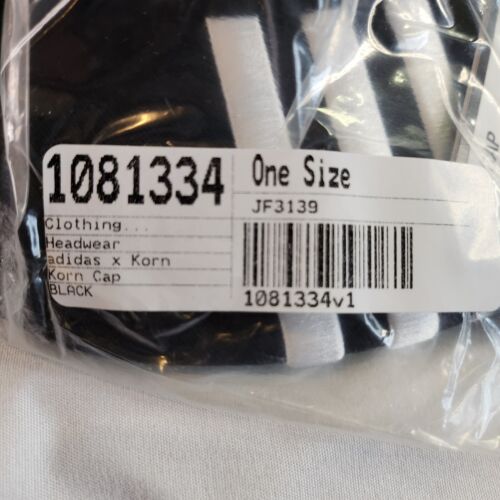 1081334
One Size
JF3139
Clothing...
Headwear
adidas x Korn
Korn Cap
BLACK
1081334v1